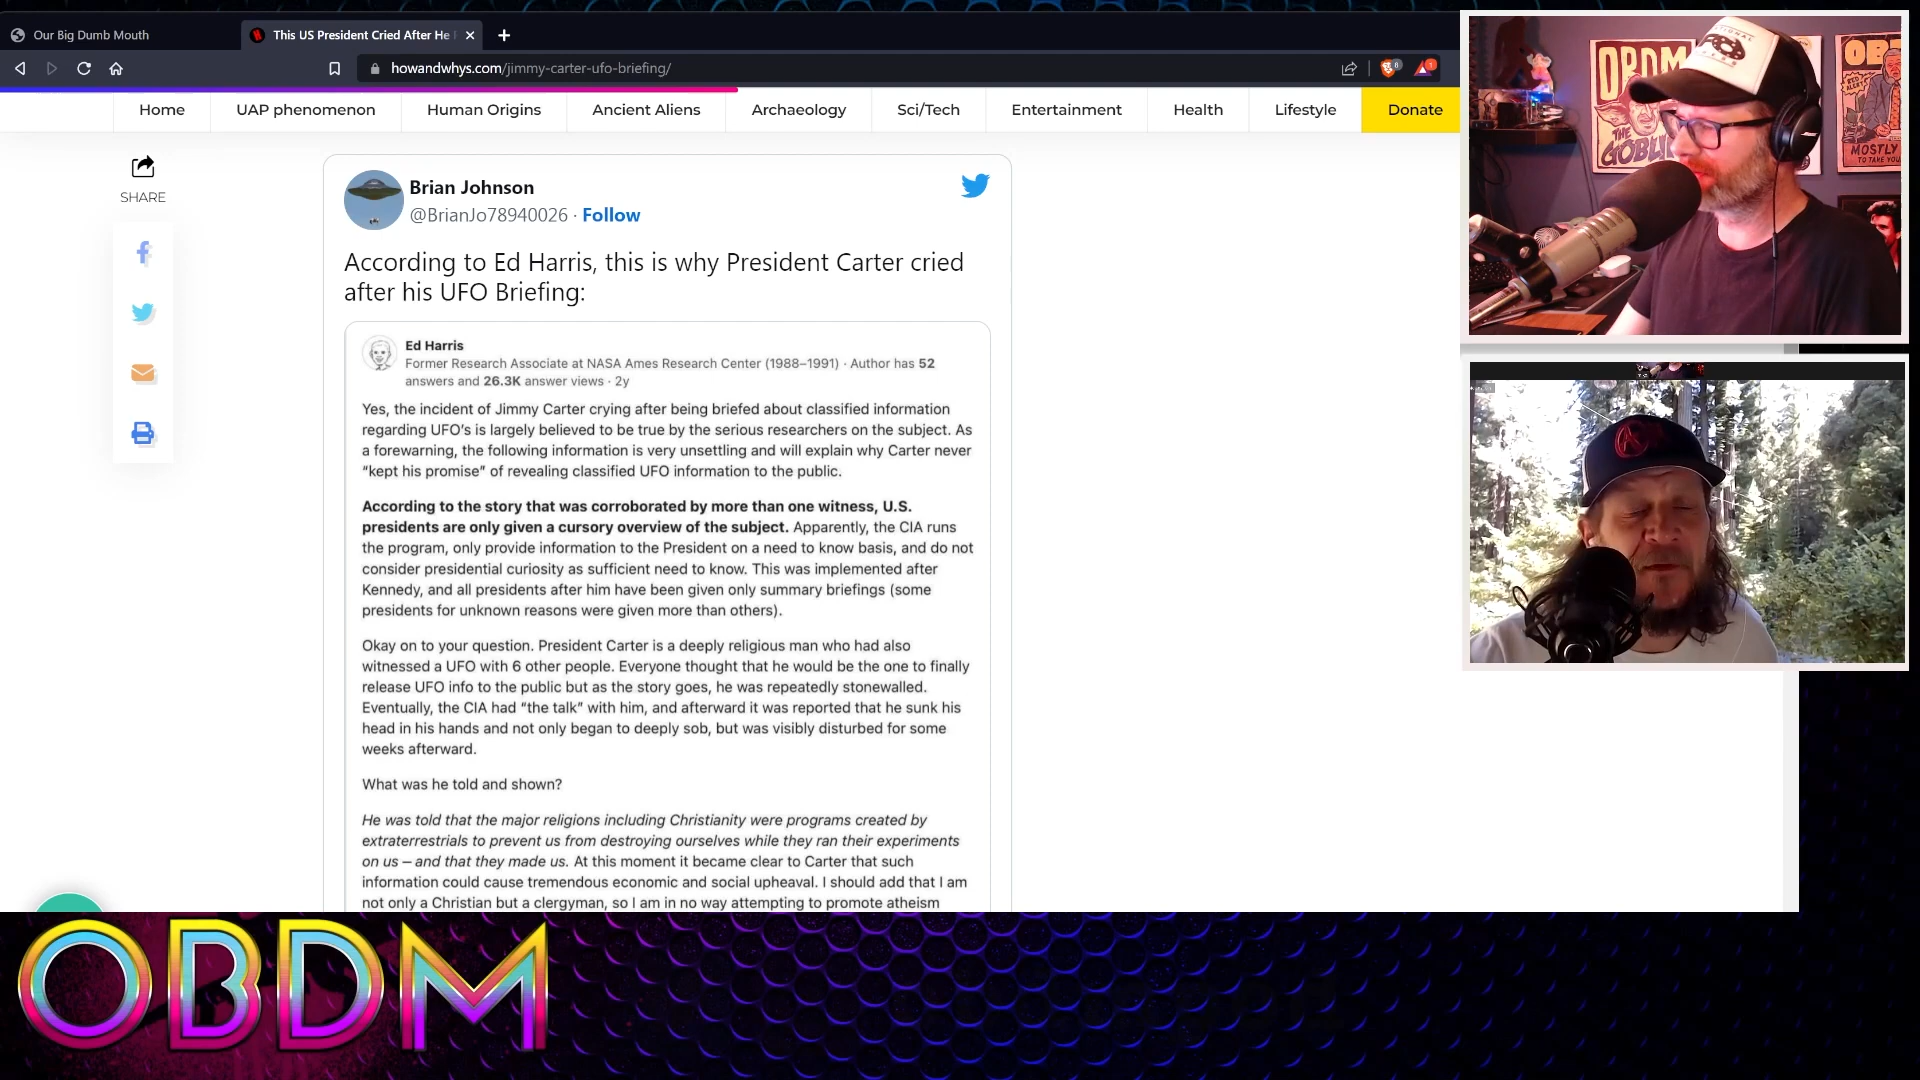 Our Big Dumb Mouth
This US President Cried After He
howandwhys.com/jimmy-carter-ufo-briefing/
Home
UAP phenomenon
Human Origins
Ancient Aliens
Archaeology
Sci/Tech
Entertainment
Health
Lifestyle
Donate
SHARE
Brian Johnson
@BrianJo78940026 · Follow
According to Ed Harris, this is why President Carter cried
after his UFO Briefing:
Ed Harris
Former Research Associate at NASA Ames Research Center (1988–1991) · Author has 52
answers and 26.3K answer views · 2y
Yes, the incident of Jimmy Carter crying after being briefed about classified information
regarding UFO's is largely believed to be true by the serious researchers on the subject. As
a forewarning, the following information is very unsettling and will explain why Carter never
“kept his promise” of revealing classified UFO information to the public.
According to the story that was corroborated by more than one witness, U.S.
presidents are only given a cursory overview of the subject. Apparently, the CIA runs
the program, only provide information to the President on a need to know basis, and do not
consider presidential curiosity as sufficient need to know. This was implemented after
Kennedy, and all presidents after him have been given only summary briefings (some
presidents for unknown reasons were given more than others).
Okay on to your question. President Carter is a deeply religious man who had also
witnessed a UFO with 6 other people. Everyone thought that he would be the one to finally
release UFO info to the public but as the story goes, he was repeatedly stonewalled.
Eventually, the CIA had “the talk” with him, and afterward it was reported that he sunk his
head in his hands and not only began to deeply sob, but was visibly disturbed for some
weeks afterward.
What was he told and shown?
He was told that the major religions including Christianity were programs created by
extraterrestrials to prevent us from destroying ourselves while they ran their experiments
on us – and that they made us. At this moment it became clear to Carter that such
information could cause tremendous economic and social upheaval. I should add that I am
not only a Christian but a clergyman, so I am in no way attempting to promote atheism
OBDM
THE
OB
MOSTLY
OBDM